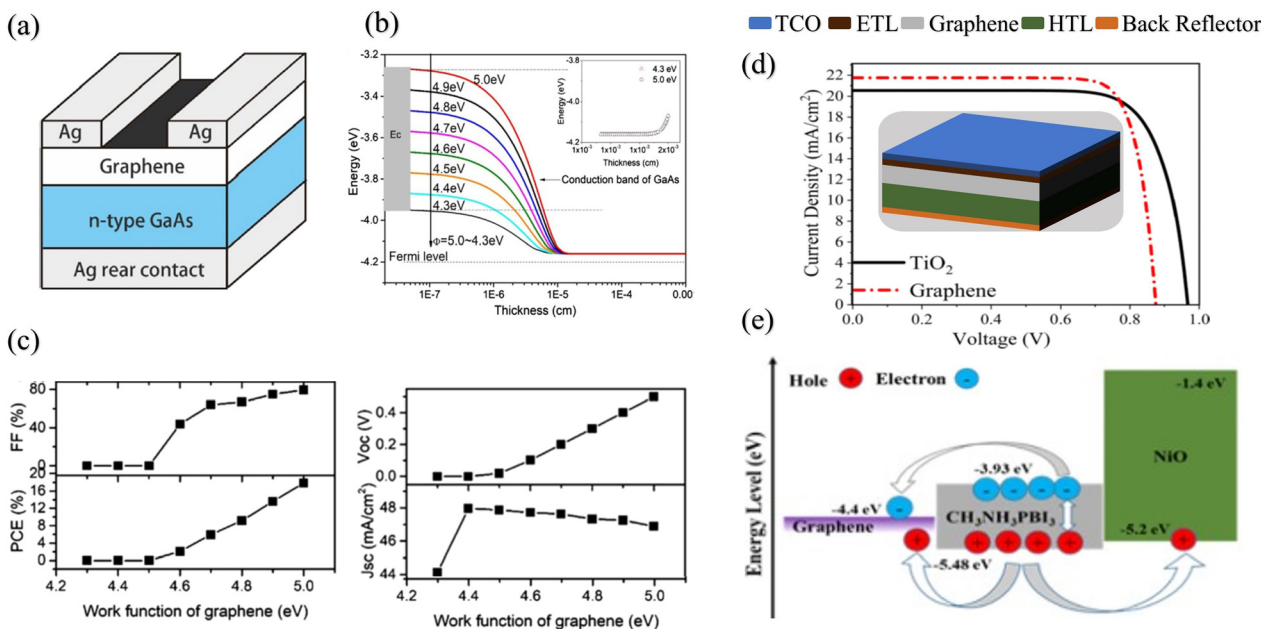 (a)
Ag
Ag
Graphene
n-type GaAs
Ag rear contact
(b)
-3.2
-3.4
-3.6
-3.8
-4.0
-4.2
Energy (eV)
Ec
5.0eV
4.9eV
4.8eV
4.7eV
4.6eV
4.5eV
4.4eV
4.3eV
Φ=5.0~4.3eV
Fermi level
Conduction band of GaAs
-3.8
-4.0
-4.2
Energy (eV)
4.3 eV
5.0 eV
1x10⁻³ 1x10⁻² 2x10⁻²
Thickness (cm)
1E-7 1E-6 1E-5 1E-4 0.00
Thickness (cm)
(c)
80
40
0
20
FF (%)
16
12
8
4
0
PCE (%)
4.2 4.4 4.6 4.8 5.0
Work function of graphene (eV)
0.4
0.2
0.0
Voc (V)
48
46
44
Jsc (mA/cm²)
4.2 4.4 4.6 4.8 5.0
Work function of graphene (eV)
TCO ETL Graphene HTL Back Reflector
(d)
22
20
18
16
14
12
10
8
6
4
2
0
Current Density (mA/cm²)
TiO₂
Graphene
0.0 0.2 0.4 0.6 0.8 1.0
Voltage (V)
(e)
Energy Level (eV)
Hole + Electron -
-1.4 eV
NiO
-3.93 eV
- - - -
-
-4.4 eV
Graphene
CH₃NH₃PBI₃
-5.2 eV
+ + + + + +
-5.48 eV